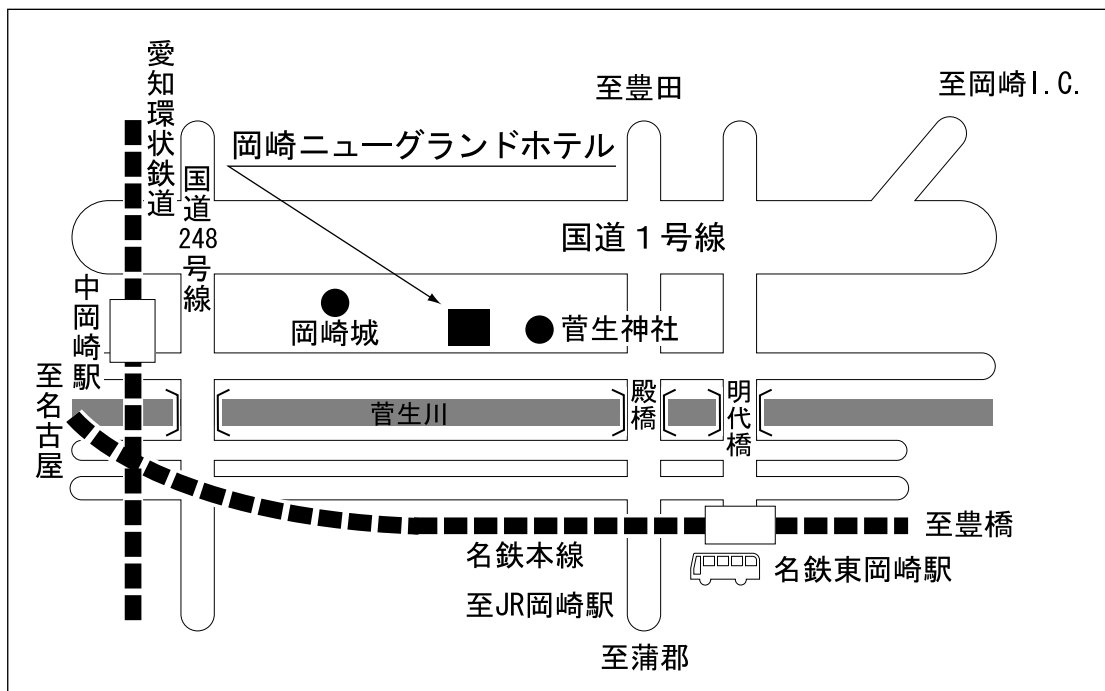 愛知環状鉄道
国道248号線
至豊田
至岡崎I.C.
岡崎ニューグランドホテル
国道1号線
中岡崎駅
岡崎城
菅生神社
至名古屋
菅生川
殿橋
明代橋
至豊橋
名鉄本線
名鉄東岡崎駅
至JR岡崎駅
至蒲郡